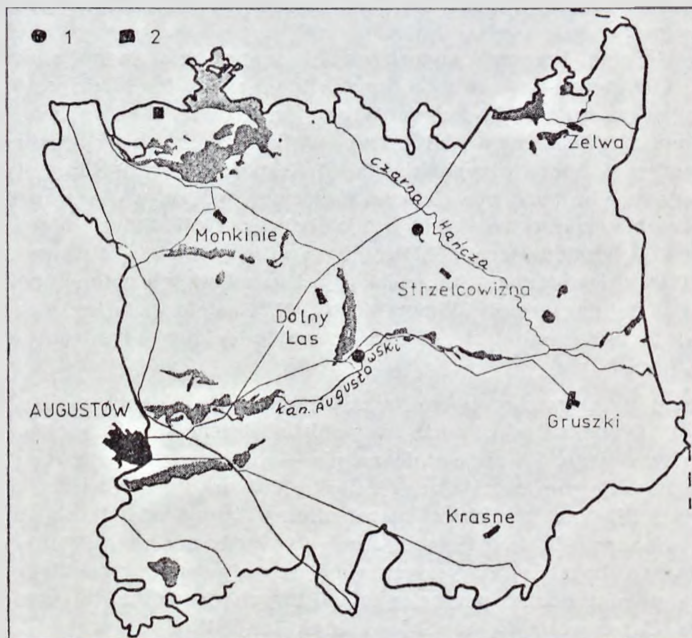 1 2
Zelwa
Czarna
Hańcza
Monkinie
Strzelcowizna
Dolny
Las
kan. Augustowski
AUGUSTÓW
Gruszki
Krasne